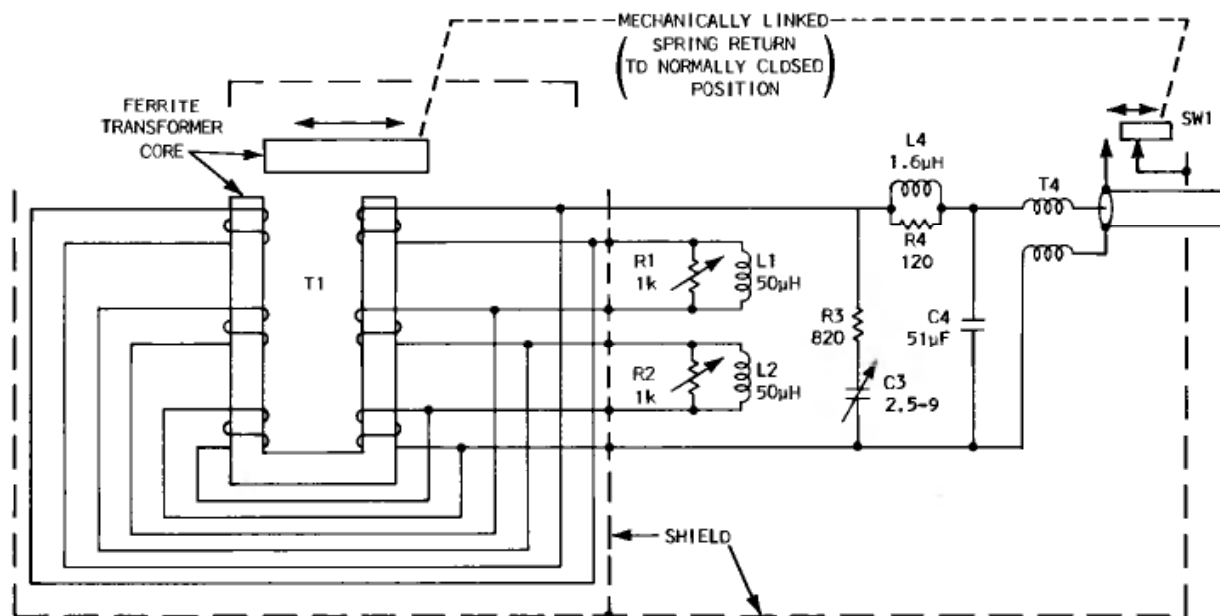 MECHANICALLY LINKED
SPRING RETURN
TO NORMALLY CLOSED
POSITION
FERRITE
TRANSFORMER
CORE
SW1
L4
1.6μH
T4
R4
120
T1
R1
1k
L1
50μH
R3
820
C4
51μF
R2
1k
L2
50μH
C3
2.5-9
SHIELD